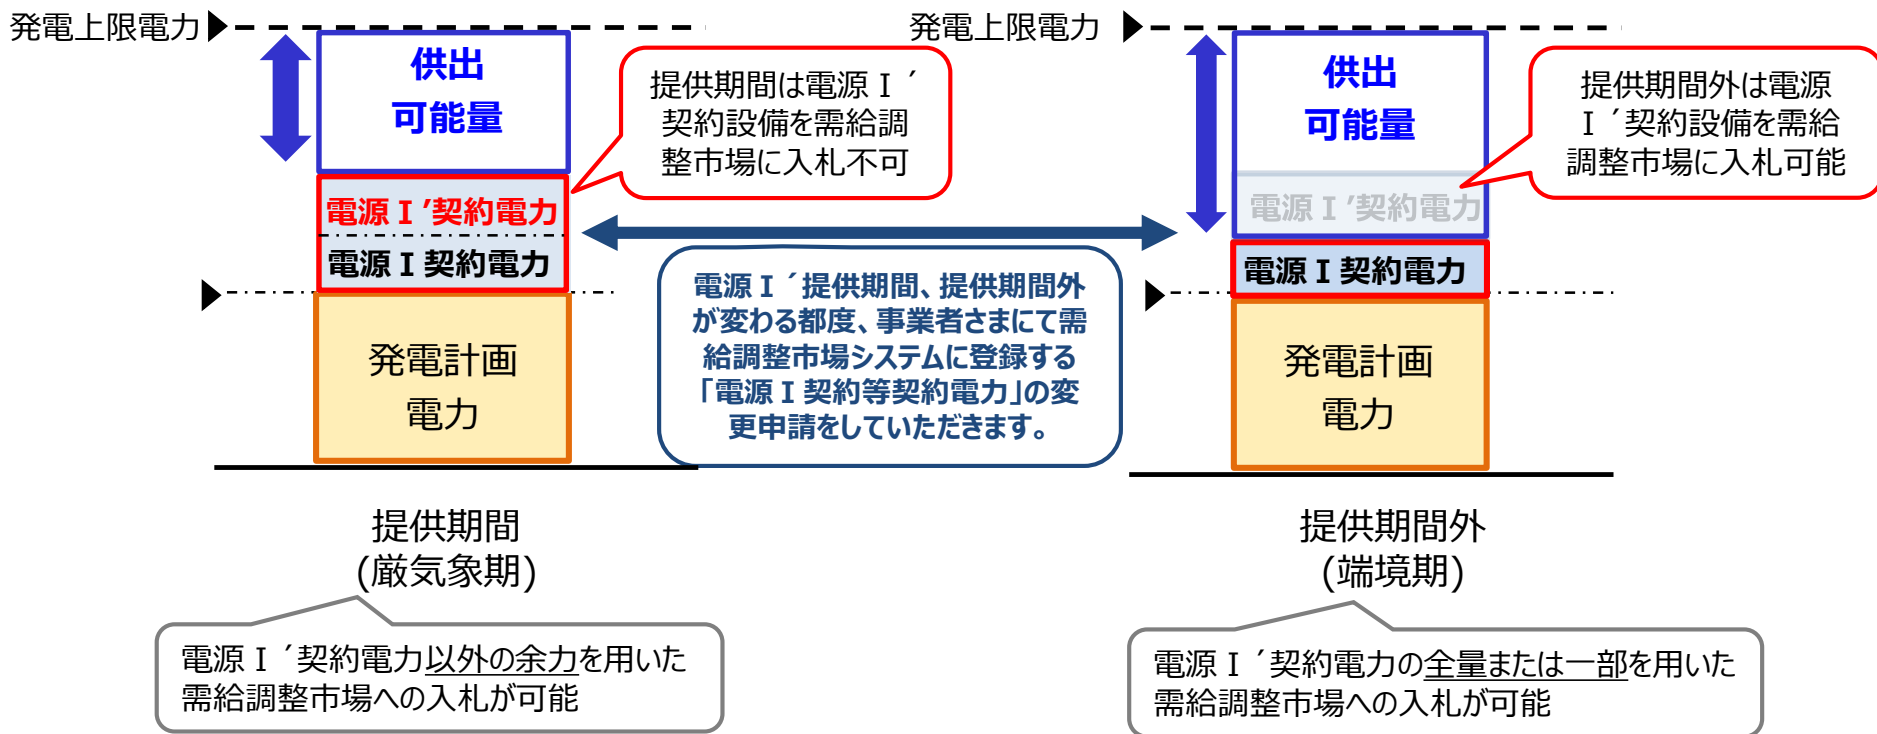 発電上限電力
供出
可能量
提供期間は電源Ⅰ´
契約設備を需給調
整市場に入札不可
電源Ⅰ’契約電力
電源Ⅰ契約電力
発電計画
電力
提供期間
(厳気象期)
電源Ⅰ´契約電力以外の余力を用いた
需給調整市場への入札が可能
電源Ⅰ´提供期間、提供期間外
が変わる都度、事業者さまにて需
給調整市場システムに登録する
「電源Ⅰ契約等契約電力」の変
更申請をしていただきます。
発電上限電力
供出
可能量
提供期間外は電源
Ⅰ´契約設備を需給
調整市場に入札可能
電源Ⅰ’契約電力
電源Ⅰ契約電力
発電計画
電力
提供期間外
(端境期)
電源Ⅰ´契約電力の全量または一部を用いた
需給調整市場への入札が可能